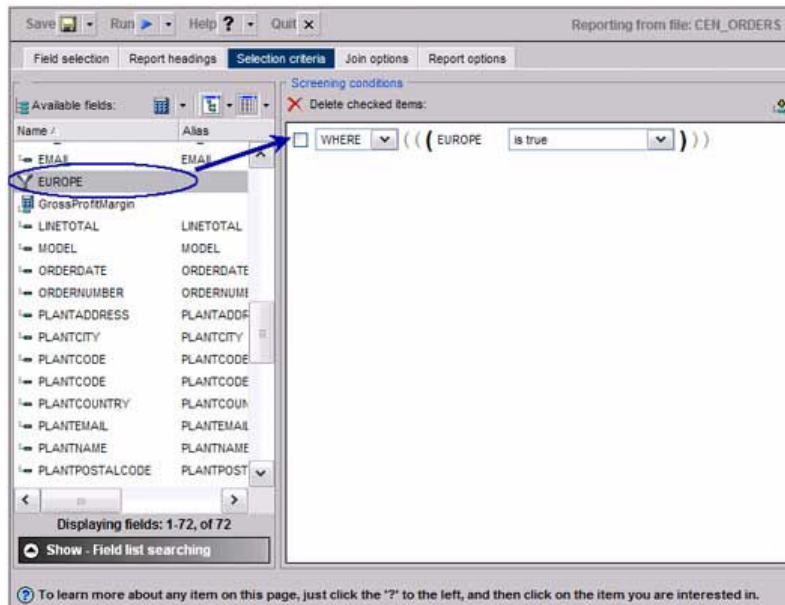 Save Run Help ? Quit x Reporting from file: CEN_ORDERS
Field selection Report headings Selection criteria Join options Report options
Screening conditions
Available fields: Delete checked items:
Name / Alias
WHERE ( ( ( EUROPE is true ) ) )
EMAIL EMAIL
EUROPE
GrossProfitMargin
LINETOTAL LINETOTAL
MODEL MODEL
ORDERDATE ORDERDATE
ORDERNUMBER ORDERNUME
PLANTADDRESS PLANTADDF
PLANTCITY PLANTCITY
PLANTCODE PLANTCODE
PLANTCODE PLANTCODE
PLANTCOUNTRY PLANTCOUN
PLANTEMAIL PLANTEMAIL
PLANTNAME PLANTNAME
PLANTPOSTALCODE PLANTPOST
Displaying fields: 1-72, of 72
Show - Field list searching
? To learn more about any item on this page, just click the '?' to the left, and then click on the item you are interested in.